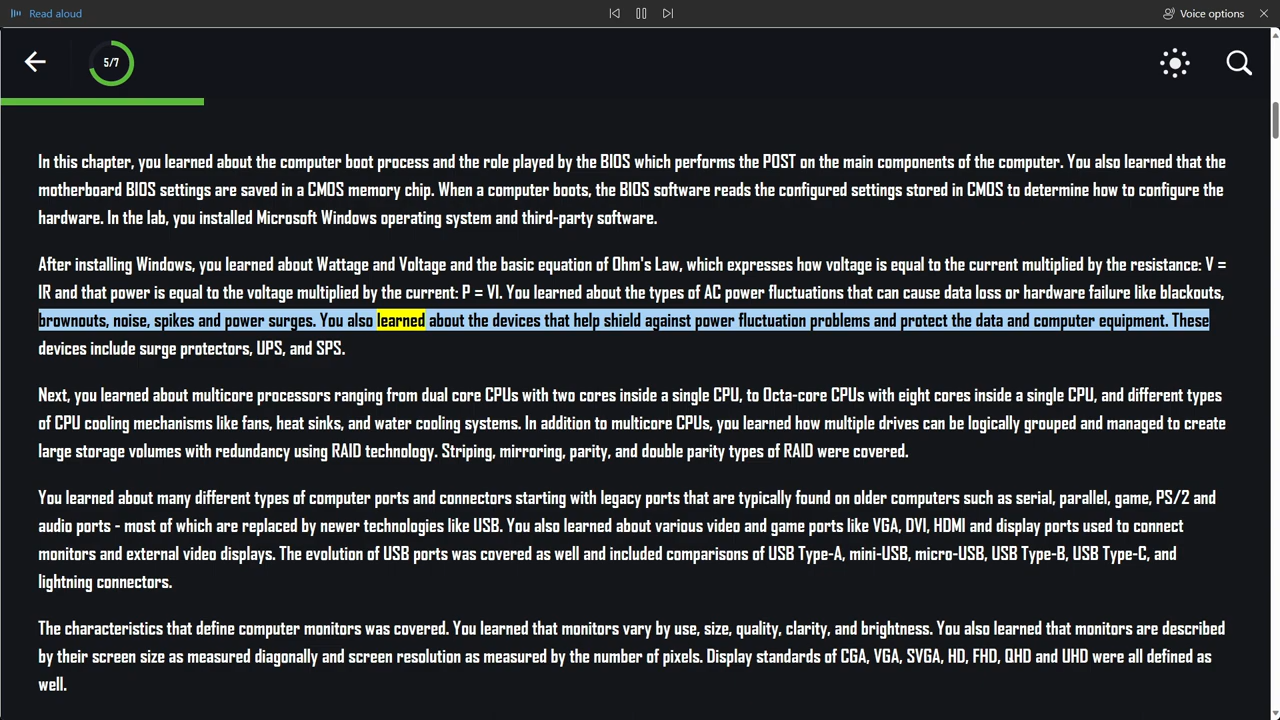 Read aloud
Voice options
5/7
In this chapter, you learned about the computer boot process and the role played by the BIOS which performs the POST on the main components of the computer. You also learned that the
motherboard BIOS settings are saved in a CMOS memory chip. When a computer boots, the BIOS software reads the configured settings stored in CMOS to determine how to configure the
hardware. In the lab, you installed Microsoft Windows operating system and third-party software.
After installing Windows, you learned about Wattage and Voltage and the basic equation of Ohm's Law, which expresses how voltage is equal to the current multiplied by the resistance: V =
IR and that power is equal to the voltage multiplied by the current: P = VI. You learned about the types of AC power fluctuations that can cause data loss or hardware failure like blackouts,
brownouts, noise, spikes and power surges. You also learned about the devices that help shield against power fluctuation problems and protect the data and computer equipment. These
devices include surge protectors, UPS, and SPS.
Next, you learned about multicore processors ranging from dual core CPUs with two cores inside a single CPU, to Octa-core CPUs with eight cores inside a single CPU, and different types
of CPU cooling mechanisms like fans, heat sinks, and water cooling systems. In addition to multicore CPUs, you learned how multiple drives can be logically grouped and managed to create
large storage volumes with redundancy using RAID technology. Striping, mirroring, parity, and double parity types of RAID were covered.
You learned about many different types of computer ports and connectors starting with legacy ports that are typically found on older computers such as serial, parallel, game, PS/2 and
audio ports - most of which are replaced by newer technologies like USB. You also learned about various video and game ports like VGA, DVI, HDMI and display ports used to connect
monitors and external video displays. The evolution of USB ports was covered as well and included comparisons of USB Type-A, mini-USB, micro-USB, USB Type-B, USB Type-C, and
lightning connectors.
The characteristics that define computer monitors was covered. You learned that monitors vary by use, size, quality, clarity, and brightness. You also learned that monitors are described
by their screen size as measured diagonally and screen resolution as measured by the number of pixels. Display standards of CGA, VGA, SVGA, HD, FHD, QHD and UHD were all defined as
well.